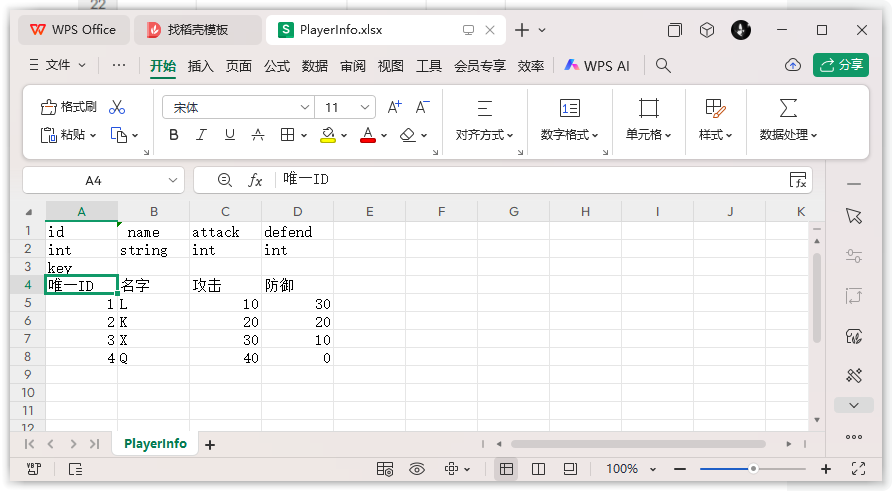 22
WPS Office 找稻壳模板 PlayerInfo.xlsx
文件 开始 插入 页面 公式 数据 审阅 视图 工具 会员专享 效率 WPS AI 分享
格式刷 宋体 11 A+ A-
粘贴 B I U A 对齐方式 数字格式 单元格 样式 数据处理
A4 fx 唯一ID
A B C D E F G H I J K
1 id name attack defend
2 int string int int
3 key
4 唯一ID 名字 攻击 防御
5 1 L 10 30
6 2 K 20 20
7 3 X 30 10
8 4 Q 40 0
9
10
11
12
PlayerInfo
100%